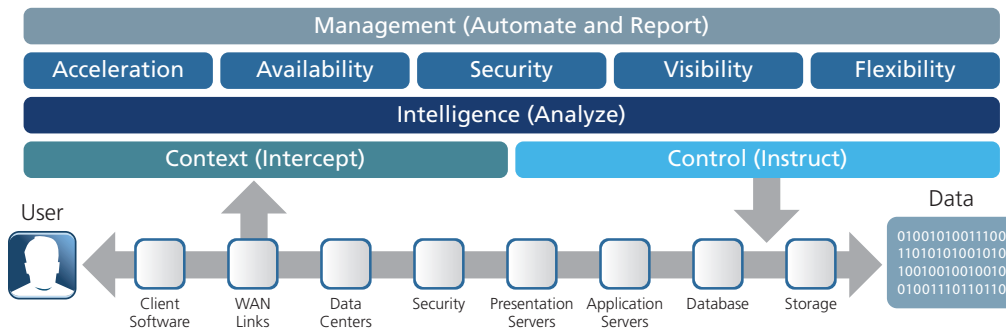 Management (Automate and Report)
Acceleration
Availability
Security
Visibility
Flexibility
Intelligence (Analyze)
Context (Intercept)
Control (Instruct)
User
Data
01001010011100
11010101001010
10010010010010
01001110110110
Client
Software
WAN
Links
Data
Centers
Security
Presentation
Servers
Application
Servers
Database
Storage